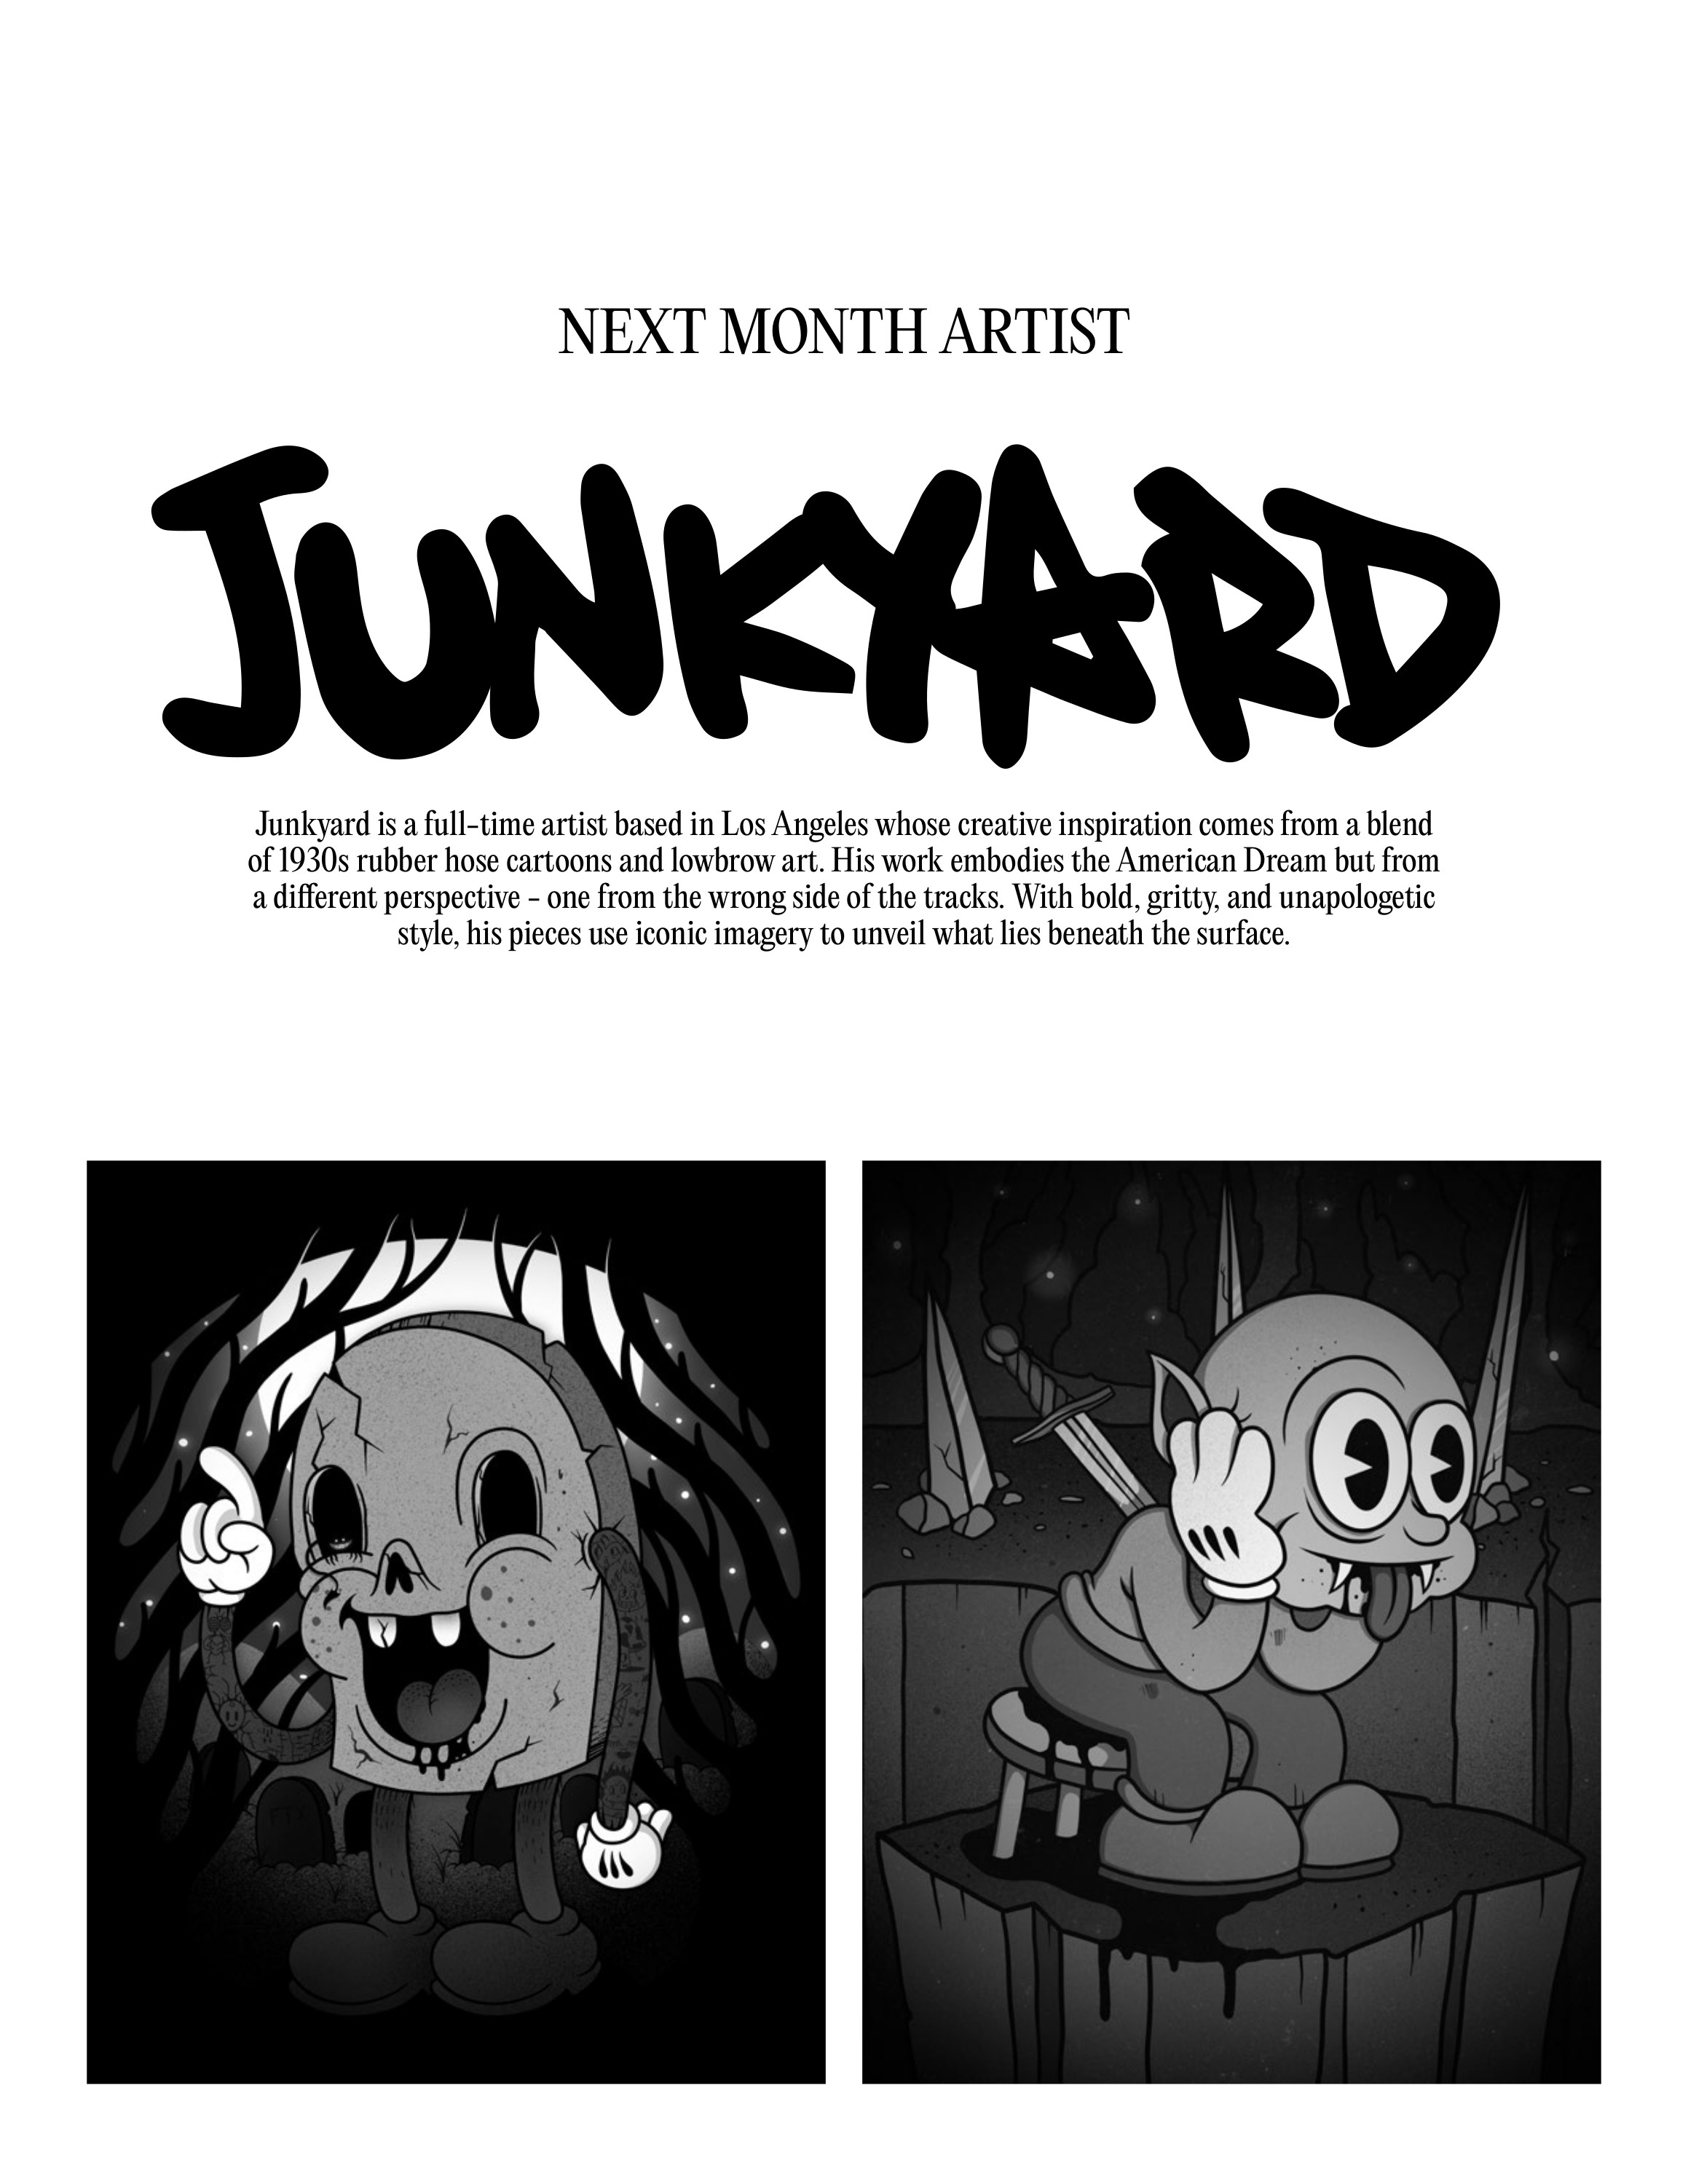 NEXT MONTH ARTIST
JUNKYARD
Junkyard is a full-time artist based in Los Angeles whose creative inspiration comes from a blend
of 1930s rubber hose cartoons and lowbrow art. His work embodies the American Dream but from
a different perspective - one from the wrong side of the tracks. With bold, gritty, and unapologetic
style, his pieces use iconic imagery to unveil what lies beneath the surface.